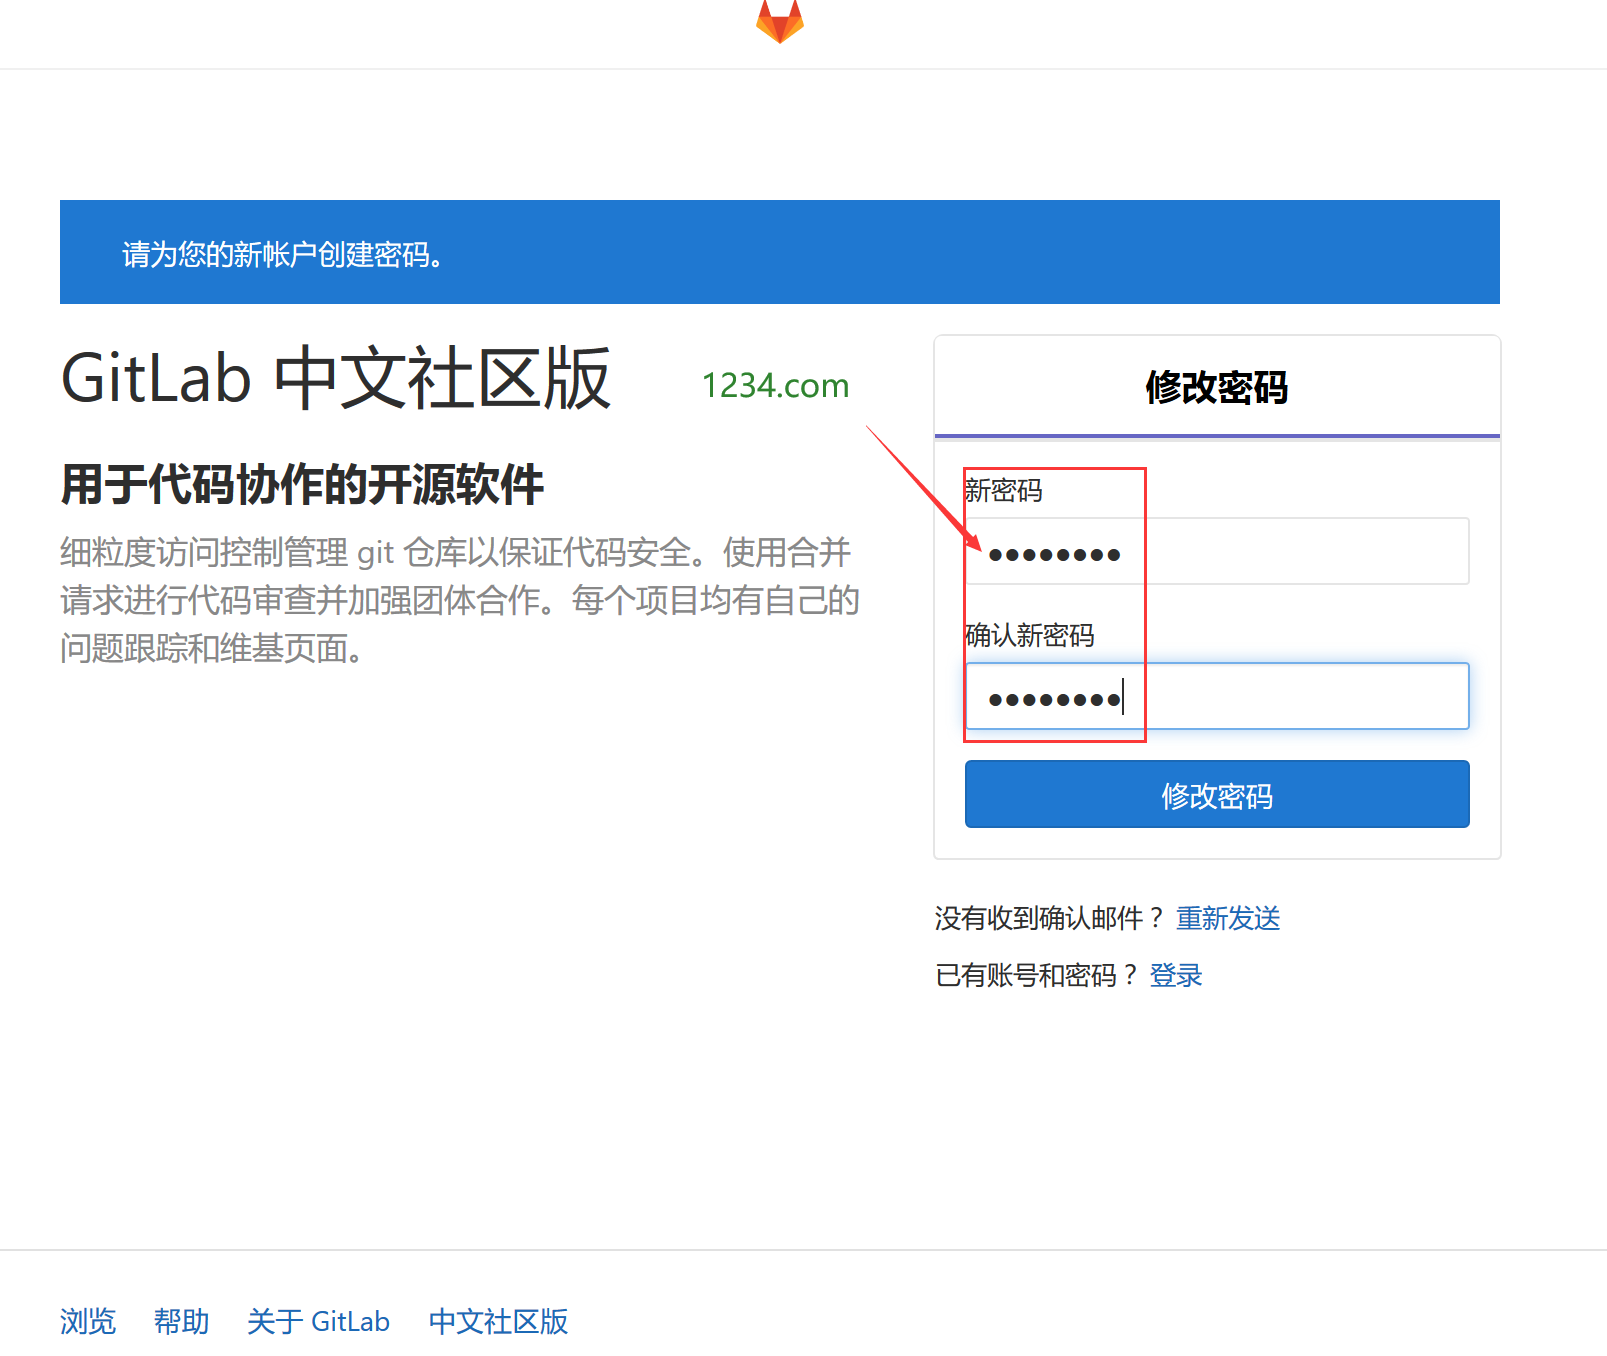 请为您的新帐户创建密码。
GitLab 中文社区版
1234.com
用于代码协作的开源软件
细粒度访问控制管理 git 仓库以保证代码安全。使用合并
请求进行代码审查并加强团体合作。每个项目均有自己的
问题跟踪和维基页面。
修改密码
新密码
••••••••
确认新密码
••••••••
修改密码
没有收到确认邮件？ 重新发送
已有账号和密码？ 登录
浏览 帮助 关于 GitLab 中文社区版